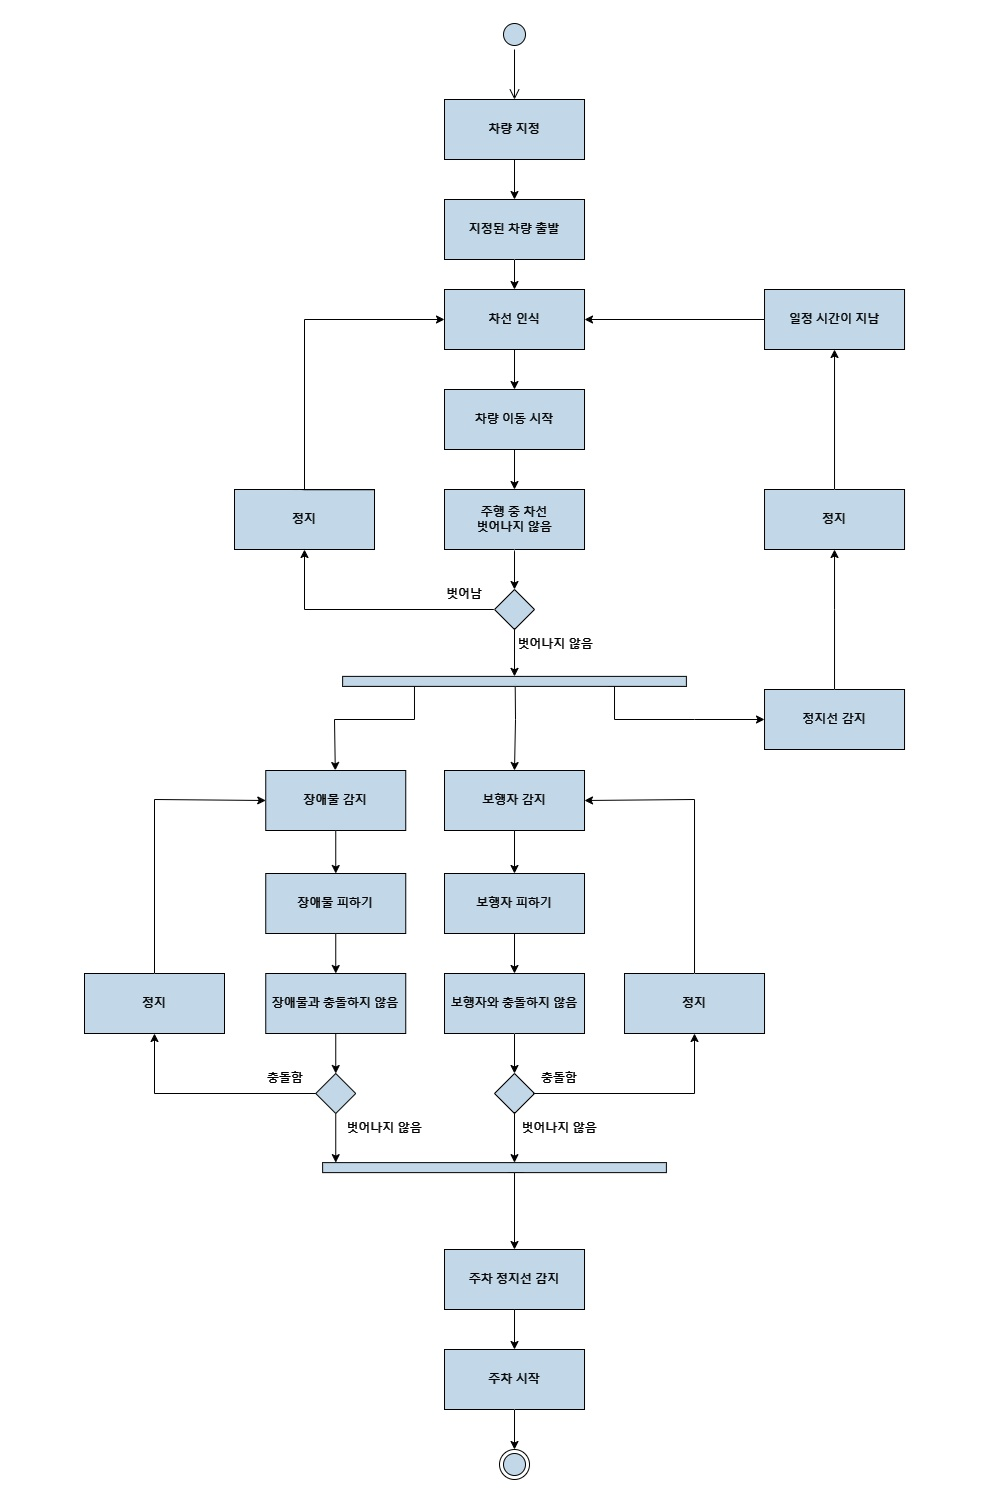 차량 지정
지정된 차량 출발
차선 인식
일정 시간이 지남
차량 이동 시작
정지
주행 중 차선
벗어나지 않음
정지
벗어남
벗어나지 않음
정지선 감지
장애물 감지
보행자 감지
장애물 피하기
보행자 피하기
정지
장애물과 충돌하지 않음
보행자와 충돌하지 않음
정지
충돌함
충돌함
벗어나지 않음
벗어나지 않음
주차 정지선 감지
주차 시작